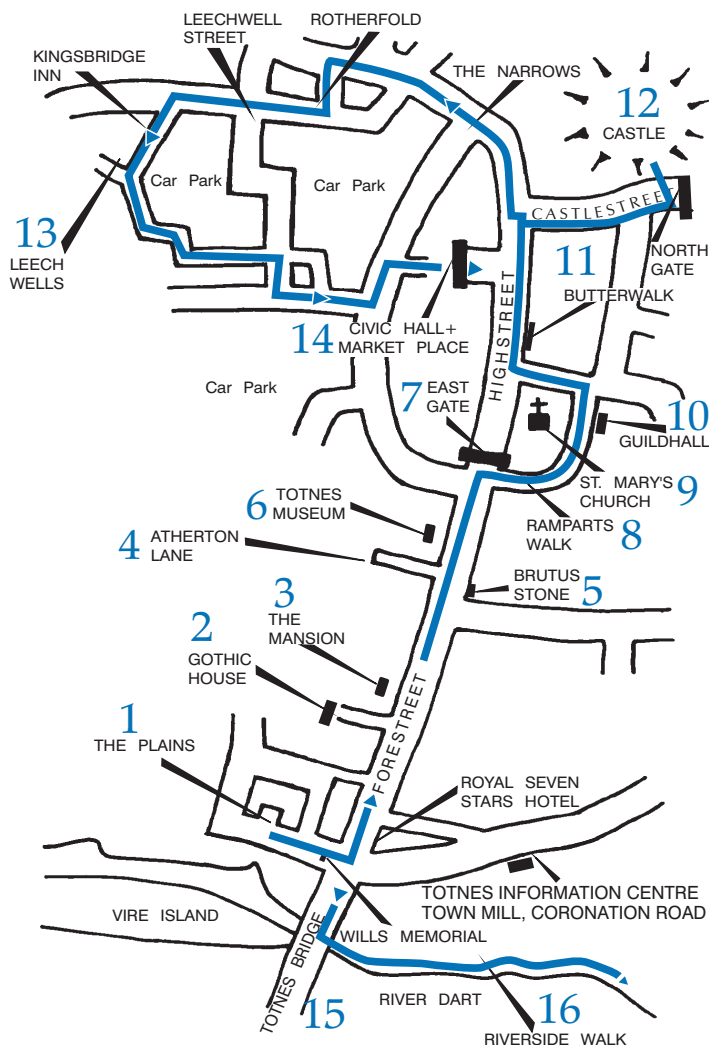 LEECHWELL
STREET
ROTHERFOLD
KINGSBRIDGE
INN
THE NARROWS
12
CASTLE
Car Park
Car Park
CASTLESTREET
13
LEECH
WELLS
NORTH
GATE
11
BUTTERWALK
14
CIVIC HALL+
MARKET PLACE
HIGHSTREET
Car Park
7
EAST
GATE
10
GUILDHALL
ST. MARY'S
CHURCH
9
6
TOTNES
MUSEUM
RAMPARTS
WALK
8
4
ATHERTON
LANE
BRUTUS
STONE
5
3
THE
MANSION
2
GOTHIC
HOUSE
1
THE PLAINS
FORESTREET
ROYAL SEVEN
STARS HOTEL
TOTNES INFORMATION CENTRE
TOWN MILL, CORONATION ROAD
VIRE ISLAND
WILLS MEMORIAL
TOTNES BRIDGE
15
RIVER DART
16
RIVERSIDE WALK